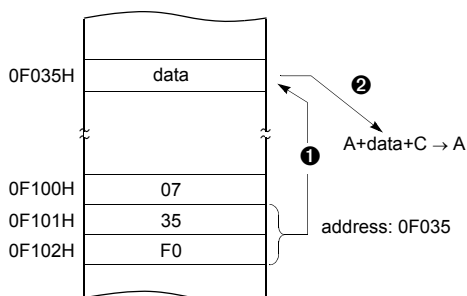 0F035H data
❷
A+data+C → A
❶
0F100H 07
0F101H 35
address: 0F035
0F102H F0